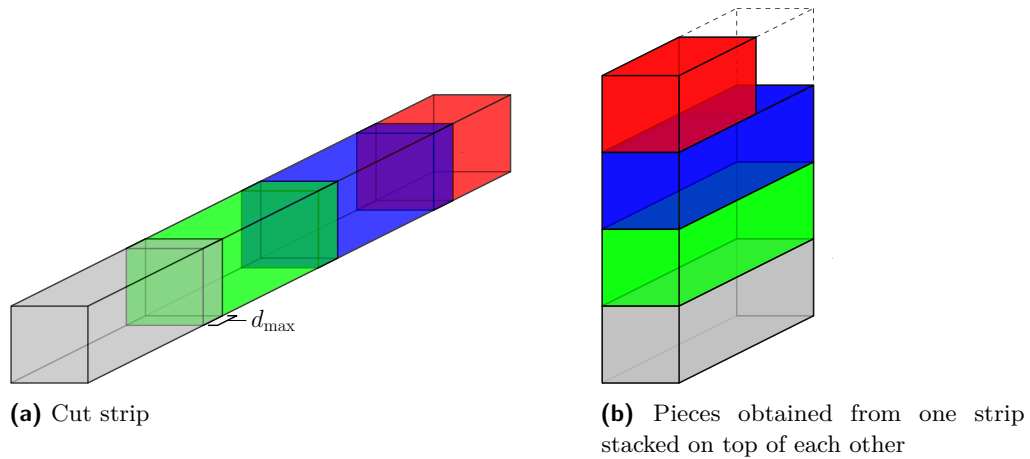 d_max
(a) Cut strip
(b) Pieces obtained from one strip
stacked on top of each other